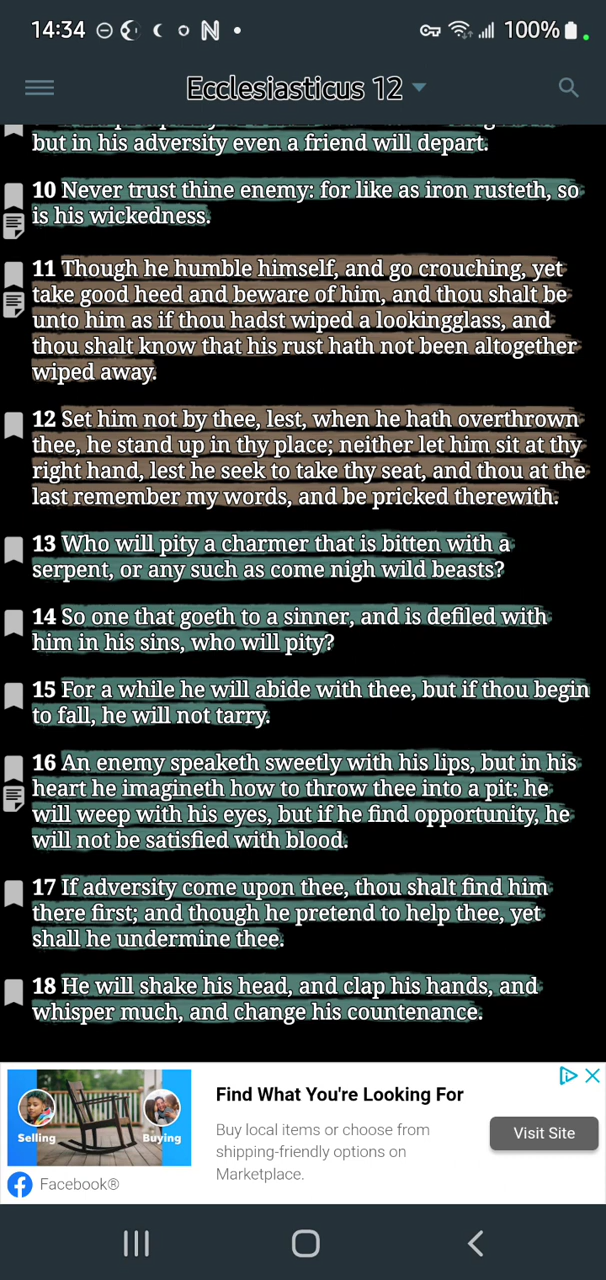 14:34
100%
Ecclesiasticus 12
but in his adversity even a friend will depart.
10 Never trust thine enemy: for like as iron rusteth, so
is his wickedness.
11 Though he humble himself, and go crouching, yet
take good heed and beware of him, and thou shalt be
unto him as if thou hadst wiped a lookingglass, and
thou shalt know that his rust hath not been altogether
wiped away.
12 Set him not by thee, lest, when he hath overthrown
thee, he stand up in thy place; neither let him sit at thy
right hand, lest he seek to take thy seat, and thou at the
last remember my words, and be pricked therewith.
13 Who will pity a charmer that is bitten with a
serpent, or any such as come nigh wild beasts?
14 So one that goeth to a sinner, and is defiled with
him in his sins, who will pity?
15 For a while he will abide with thee, but if thou begin
to fall, he will not tarry.
16 An enemy speaketh sweetly with his lips, but in his
heart he imagineth how to throw thee into a pit: he
will weep with his eyes, but if he find opportunity, he
will not be satisfied with blood.
17 If adversity come upon thee, thou shalt find him
there first; and though he pretend to help thee, yet
shall he undermine thee.
18 He will shake his head, and clap his hands, and
whisper much, and change his countenance.
Selling
Buying
Facebook®
Find What You're Looking For
Buy local items or choose from
shipping-friendly options on
Marketplace.
Visit Site